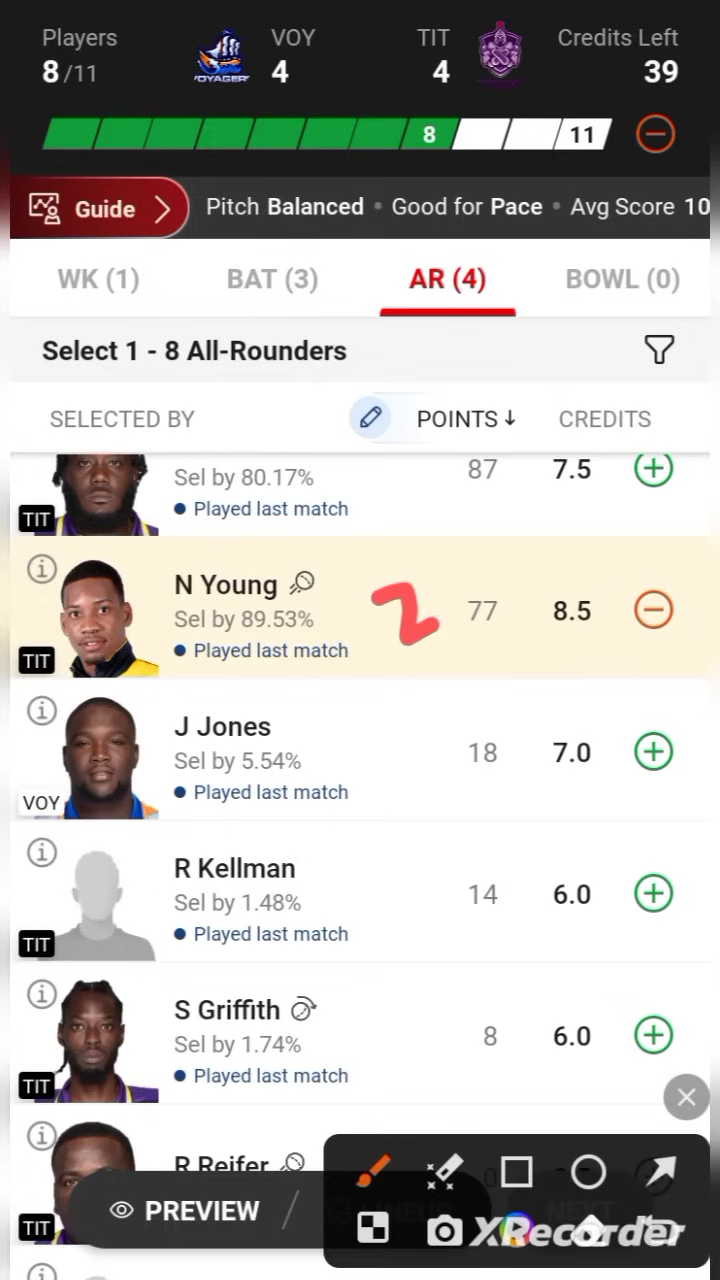 Players
8/11
VOYAGER
VOY
4
TIT
4
Credits Left
39
8
11
Guide
Pitch Balanced • Good for Pace • Avg Score 10
WK (1)
BAT (3)
AR (4)
BOWL (0)
Select 1 - 8 All-Rounders
SELECTED BY
POINTS ↓
CREDITS
Sel by 80.17%
87
7.5
Played last match
TIT
N Young
Sel by 89.53%
2
77
8.5
Played last match
TIT
J Jones
Sel by 5.54%
18
7.0
Played last match
VOY
R Kellman
Sel by 1.48%
14
6.0
Played last match
TIT
S Griffith
Sel by 1.74%
8
6.0
Played last match
TIT
R Reifer
TIT
PREVIEW
XRecorder